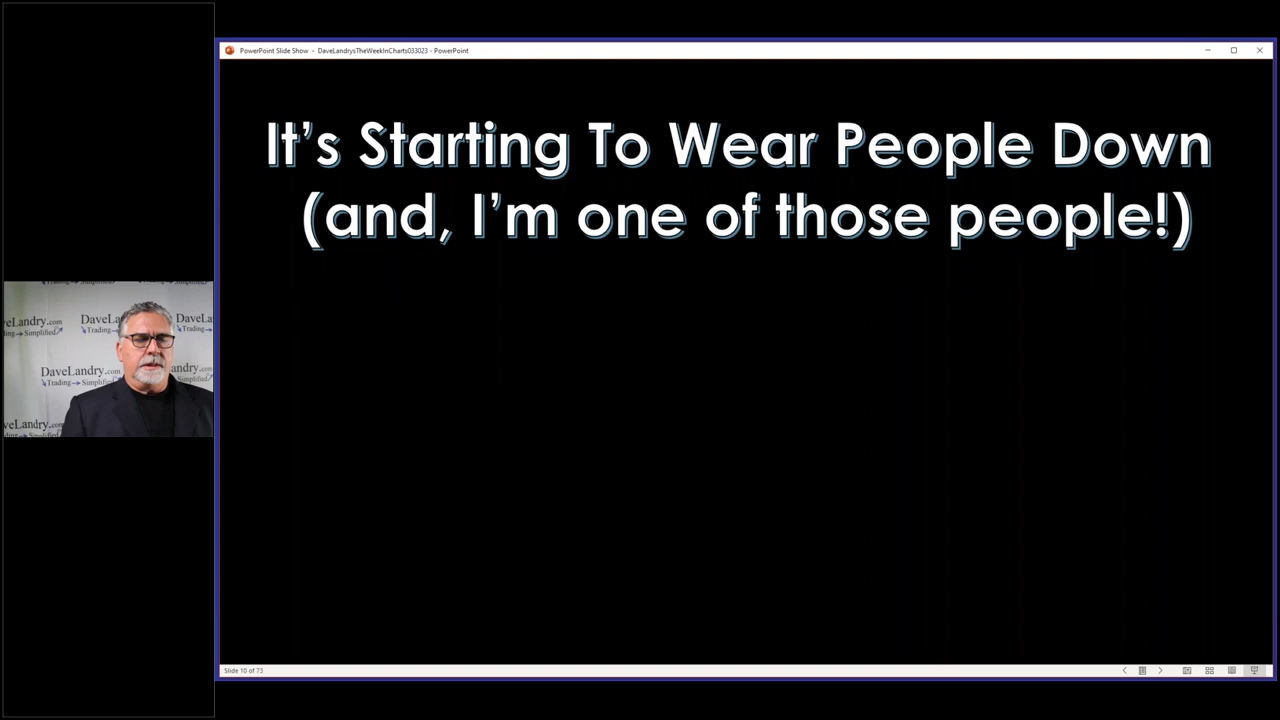 PowerPoint Slide Show - DaveLandrysTheWeekInCharts033023 - PowerPoint
It's Starting To Wear People Down
(and, I'm one of those people!)
DaveLandry.com
Trading Simplified
Slide 10 of 73